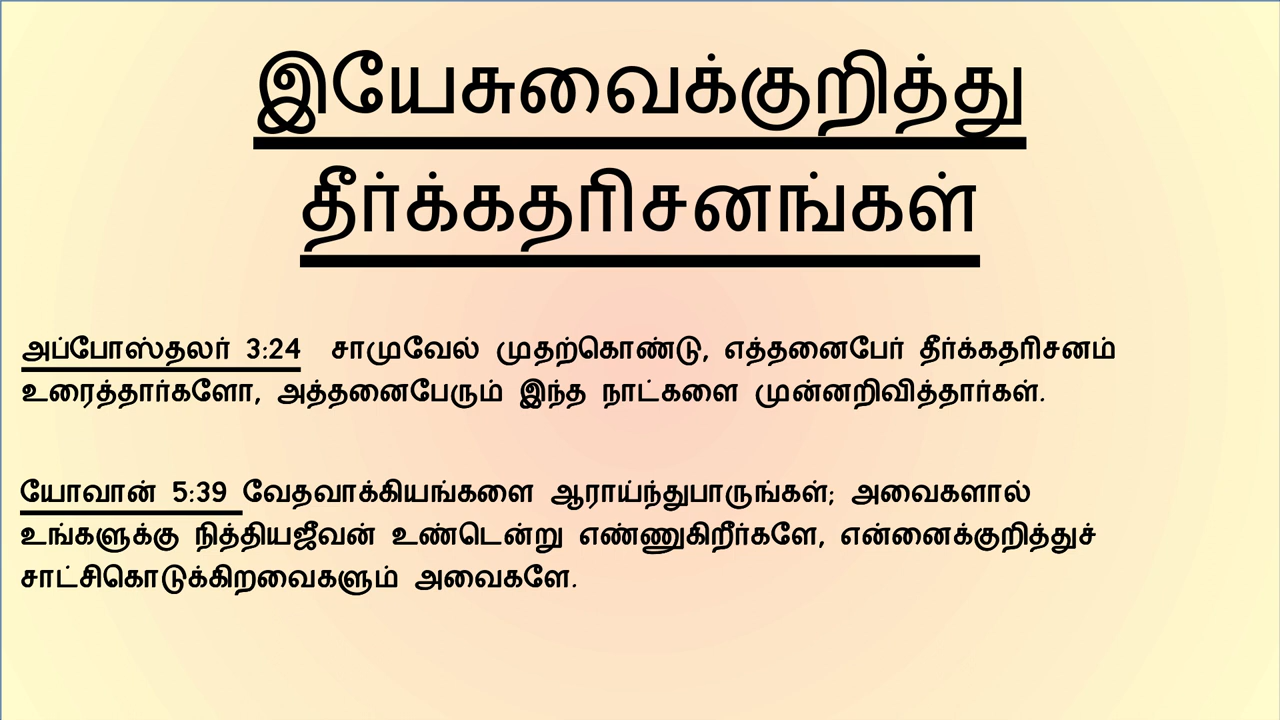 இயேசுவைக்குறித்து
தீர்க்கதரிசனங்கள்
அப்போஸ்தலர் 3:24 சாமுவேல் முதற்கொண்டு, எத்தனைபேர் தீர்க்கதரிசனம்
உரைத்தார்களோ, அத்தனைபேரும் இந்த நாட்களை முன்னறிவித்தார்கள்.
யோவான் 5:39 வேதவாக்கியங்களை ஆராய்ந்துபாருங்கள்; அவைகளால்
உங்களுக்கு நித்தியஜீவன் உண்டென்று எண்ணுகிறீர்களே, என்னைக்குறித்துச்
சாட்சிகொடுக்கிறவைகளும் அவைகளே.